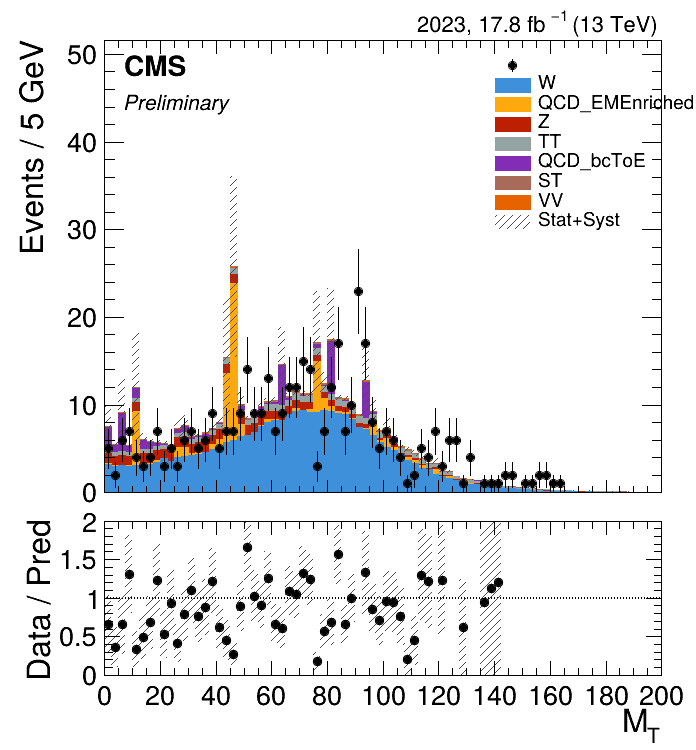 2023, 17.8 fb⁻¹ (13 TeV)
Events / 5 GeV
50
40
30
20
10
0
CMS
Preliminary
W
QCD_EMEnriched
Z
TT
QCD_bcToE
ST
VV
Stat+Syst
Data / Pred
2
1.5
1
0.5
0
0 20 40 60 80 100 120 140 160 180 200
M_T